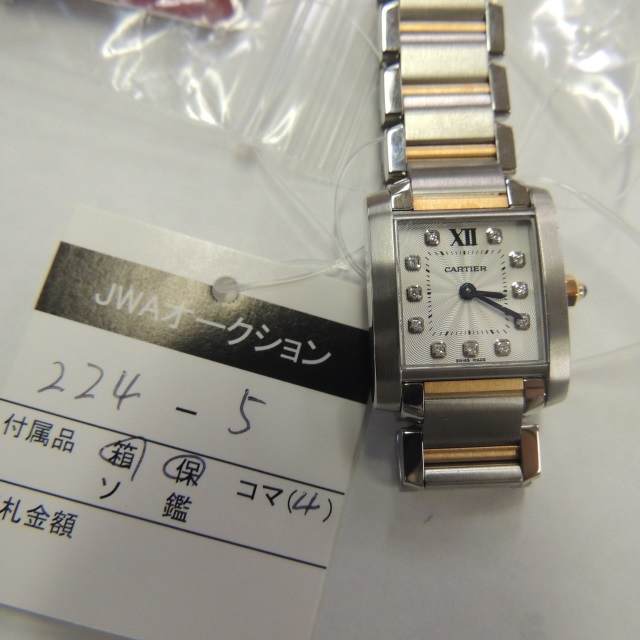 JWAオークション
224-5
付属品 箱 保 コマ(4)
ソ 鑑
札金額
XII
CARTIER
SWISS MADE